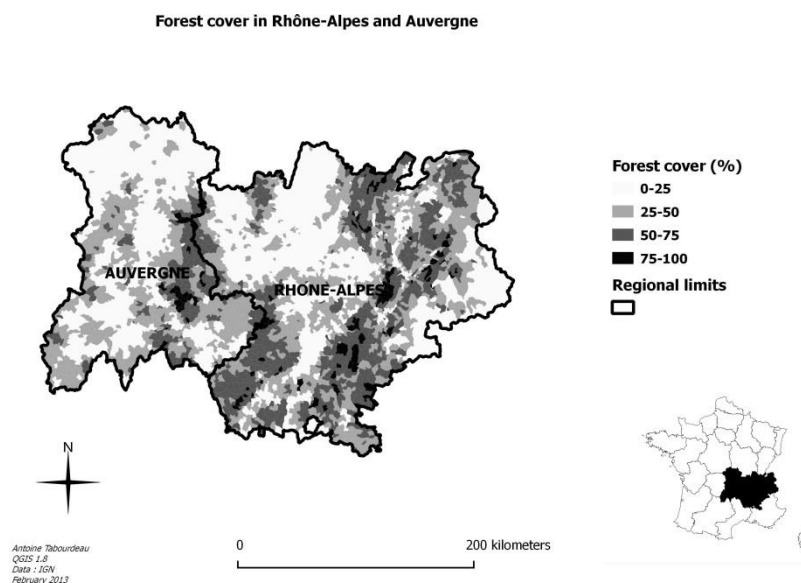 Forest cover in Rhône-Alpes and Auvergne
Forest cover (%)
0-25
25-50
50-75
75-100
Regional limits
AUVERGNE
RHONE-ALPES
N
0
200 kilometers
Antoine Tabourdeau
QGIS 1.8
Data : IGN
February 2013